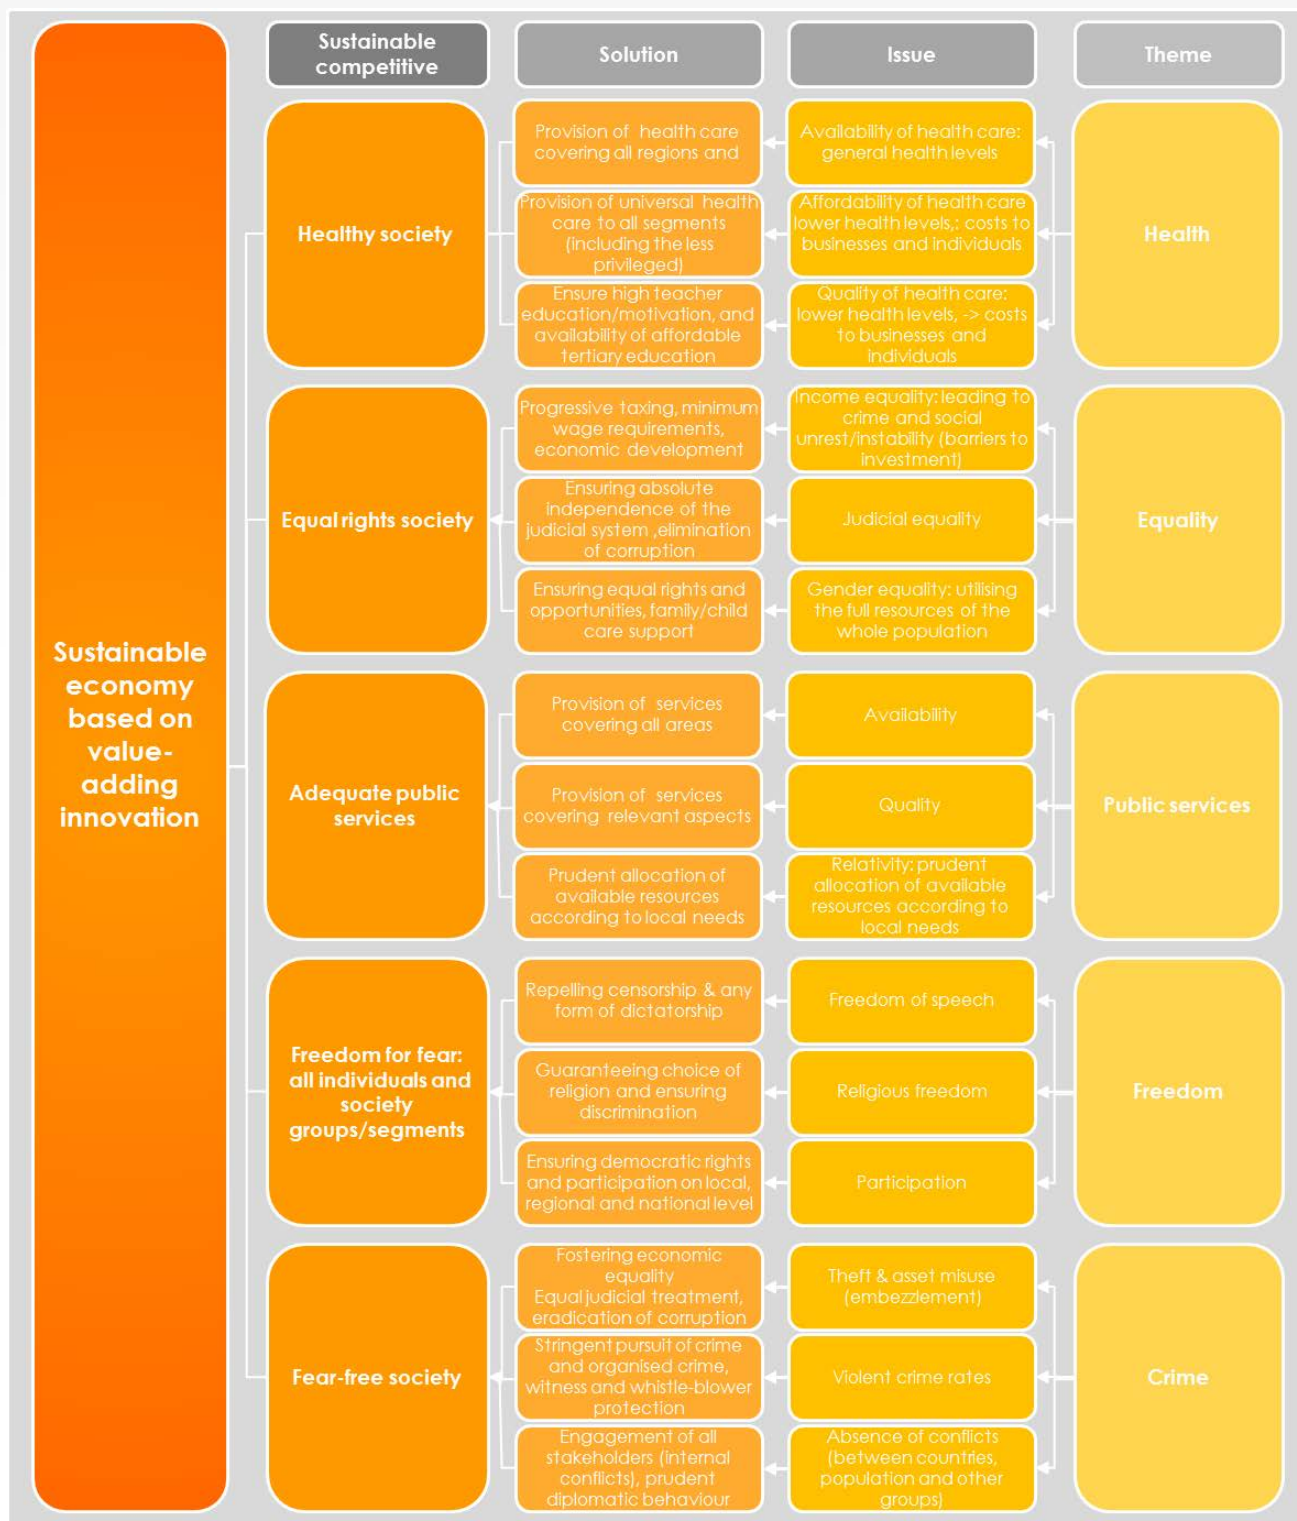 Sustainable
competitive
Solution
Issue
Theme
Sustainable
economy
based on
value-
adding
innovation
Healthy society
Provision of health care
covering all regions and
Availability of health care:
general health levels
Health
Provision of universal health
care to all segments
(including the less
privileged)
Affordability of health care
lower health levels,: costs to
businesses and individuals
Ensure high teacher
education/motivation, and
availability of affordable
tertiary education
Quality of health care:
lower health levels, -> costs
to businesses and
individuals
Equal rights society
Progressive taxing, minimum
wage requirements,
economic development
Income equality: leading to
crime and social
unrest/instability (barriers to
investment)
Equality
Ensuring absolute
independence of the
judicial system ,elimination
of corruption
Judicial equality
Ensuring equal rights and
opportunities, family/child
care support
Gender equality: utilising
the full resources of the
whole population
Adequate public
services
Provision of services
covering all areas
Availability
Public services
Provision of services
covering relevant aspects
Quality
Prudent allocation of
available resources
according to local needs
Relativity: prudent
allocation of available
resources according to
local needs
Freedom for fear:
all individuals and
society
groups/segments
Repelling censorship & any
form of dictatorship
Freedom of speech
Freedom
Guaranteeing choice of
religion and ensuring
discrimination
Religious freedom
Ensuring democratic rights
and participation on local,
regional and national level
Participation
Fear-free society
Fostering economic
equality
Equal judicial treatment,
eradication of corruption
Theft & asset misuse
(embezzlement)
Crime
Stringent pursuit of crime
and organised crime,
witness and whistle-blower
protection
Violent crime rates
Engagement of all
stakeholders (internal
conflicts), prudent
diplomatic behaviour
Absence of conflicts
(between countries,
population and other
groups)